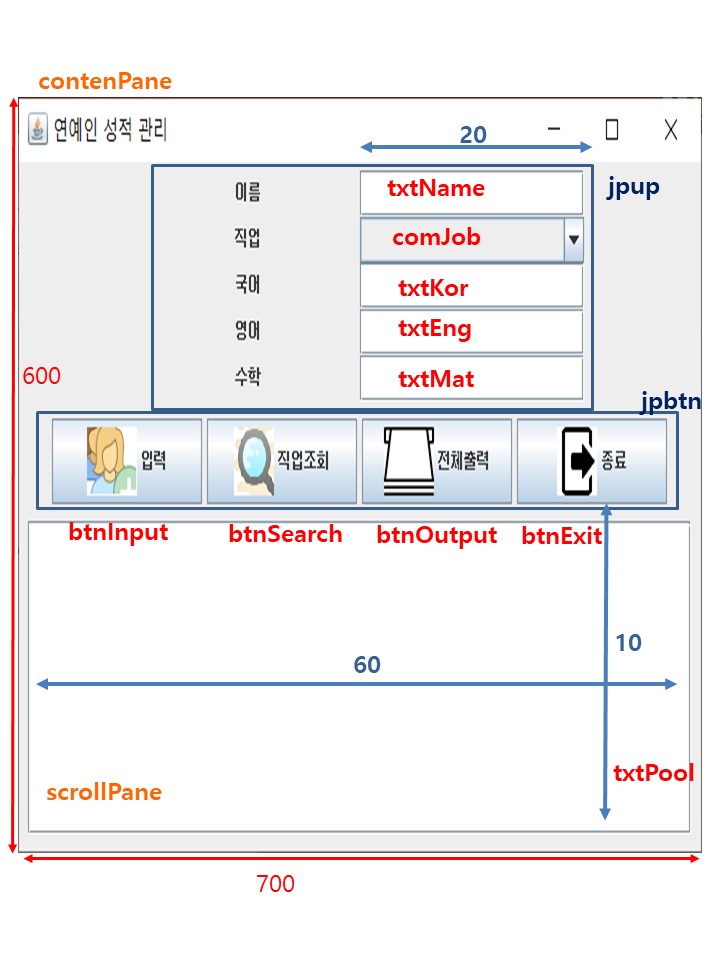 contenPane
연예인 성적 관리
20
이름 txtName jpup
직업 comJob
국어 txtKor
영어 txtEng
600
수학 txtMat
jpbtn
입력 직업조회 전체출력 종료
btnInput btnSearch btnOutput btnExit
10
60
txtPool
scrollPane
700